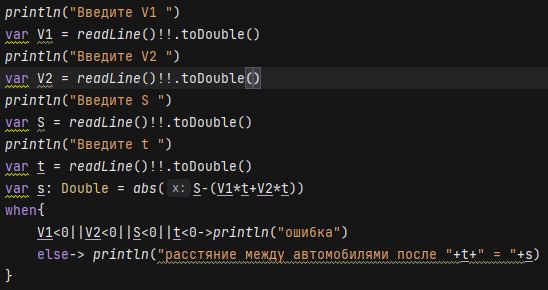 println("Введите V1 ")
var V1 = readLine()!!.toDouble()
println("Введите V2 ")
var V2 = readLine()!!.toDouble()
println("Введите S ")
var S = readLine()!!.toDouble()
println("Введите t ")
var t = readLine()!!.toDouble()
var s: Double = abs( x: S-(V1*t+V2*t))
when{
V1<0||V2<0||S<0||t<0->println("ошибка")
else-> println("расстяние между автомобилями после "+t+" = "+s)
}